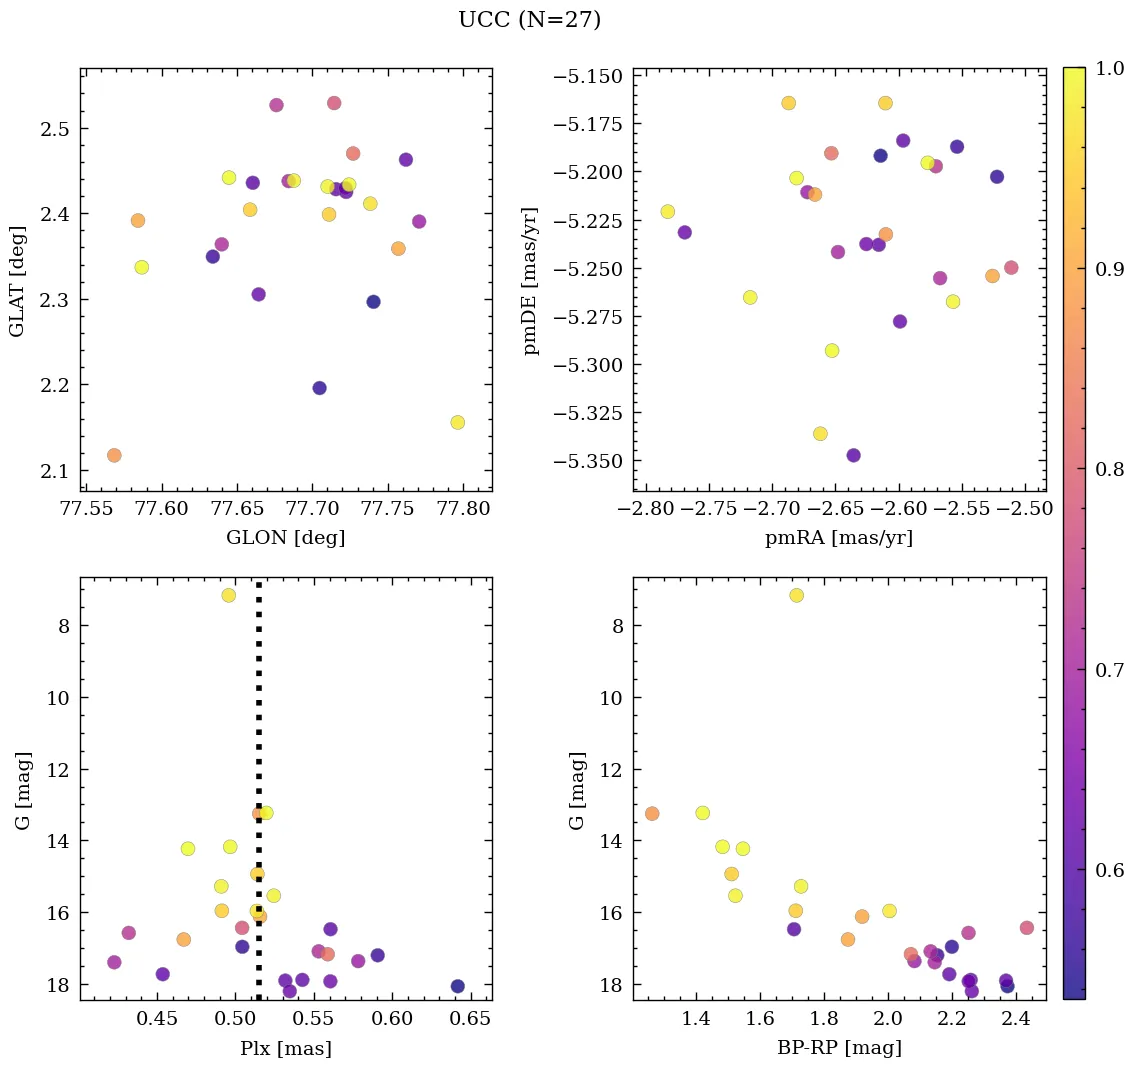 UCC (N=27)
2.5
2.4
2.3
2.2
2.1
GLAT [deg]
77.55 77.60 77.65 77.70 77.75 77.80
GLON [deg]
−5.150
−5.175
−5.200
−5.225
−5.250
−5.275
−5.300
−5.325
−5.350
pmDE [mas/yr]
−2.80 −2.75 −2.70 −2.65 −2.60 −2.55 −2.50
pmRA [mas/yr]
1.0
0.9
0.8
0.7
0.6
8
10
12
14
16
18
G [mag]
0.45 0.50 0.55 0.60 0.65
Plx [mas]
8
10
12
14
16
18
G [mag]
1.4 1.6 1.8 2.0 2.2 2.4
BP-RP [mag]